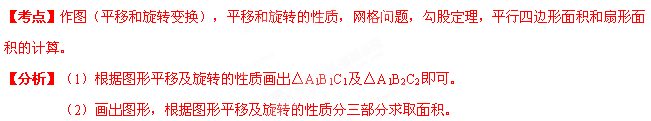 【考点】作图（平移和旋转变换），平移和旋转的性质，网格问题，勾股定理，平行四边形面积和扇形面
积的计算。
【分析】（1）根据图形平移及旋转的性质画出△A₁B₁C₁及△A₁B₂C₂即可。
（2）画出图形，根据图形平移及旋转的性质分三部分求取面积。